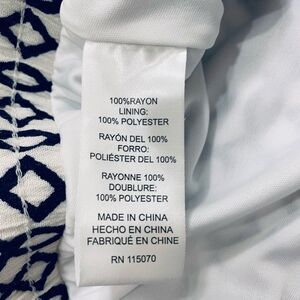 100%RAYON
LINING:
100% POLYESTER
RAYÓN DEL 100%
FORRO:
POLIÉSTER DEL 100%
RAYONNE 100%
DOUBLURE:
100% POLYESTER
MADE IN CHINA
HECHO EN CHINA
FABRIQUÉ EN CHINE
RN 115070